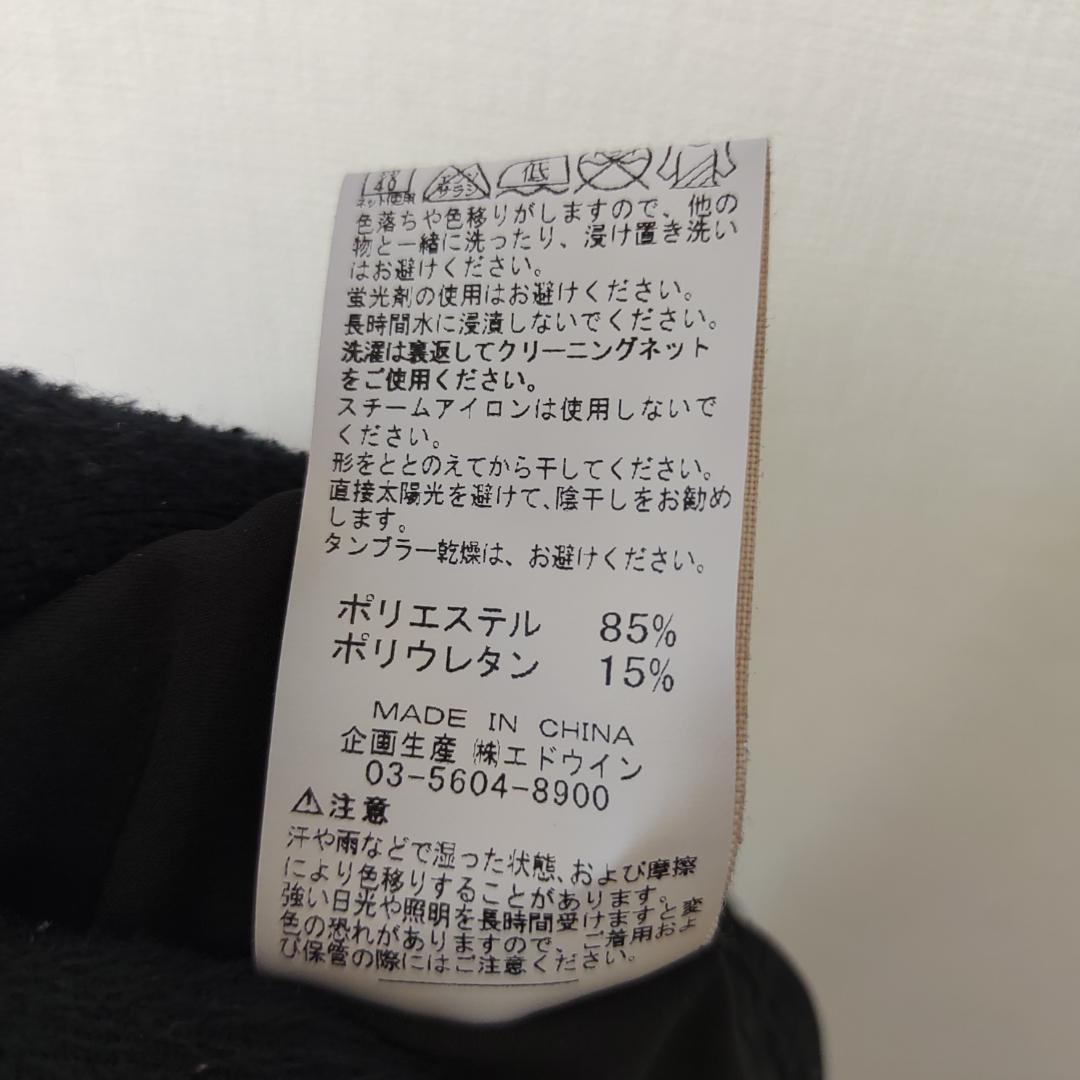 40
ネット使用
エンソ
サラシ
低
色落ちや色移りがしますので、他の
物と一緒に洗ったり、浸け置き洗い
はお避けください。
蛍光剤の使用はお避けください。
長時間水に浸漬しないでください。
洗濯は裏返してクリーニングネット
をご使用ください。
スチームアイロンは使用しないで
ください。
形をととのえてから干してください。
直接太陽光を避けて、陰干しをお勧め
します。
タンブラー乾燥は、お避けください。
ポリエステル 85%
ポリウレタン 15%
MADE IN CHINA
企画生産 ㈱エドウイン
03-5604-8900
⚠注意
汗や雨などで湿った状態、および摩擦
により色移りすることがあります。
強い日光や照明を長時間受けますと変
色の恐れがありますので、ご着用およ
び保管の際にはご注意ください。